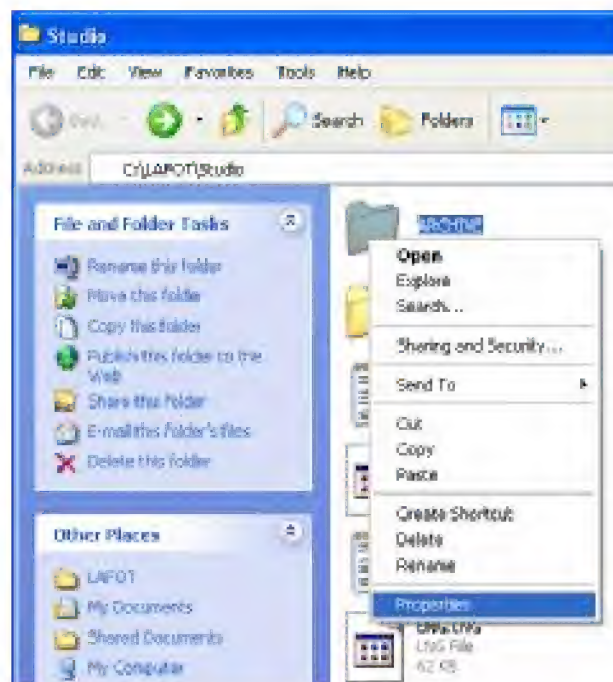 Studio
File Edit View Favorites Tools Help
Back Search Folders
Address C:\LAFOT\Studio
File and Folder Tasks
Rename this folder
Move this folder
Copy this folder
Publish this folder to the
Web
Share this folder
E-mail this folder's files
Delete this folder
Other Places
LAFOT
My Documents
Shared Documents
My Computer
ARCHIVE
Open
Explore
Search...
Sharing and Security...
Send To
Cut
Copy
Paste
Create Shortcut
Delete
Rename
Properties
LNG File
62 KB